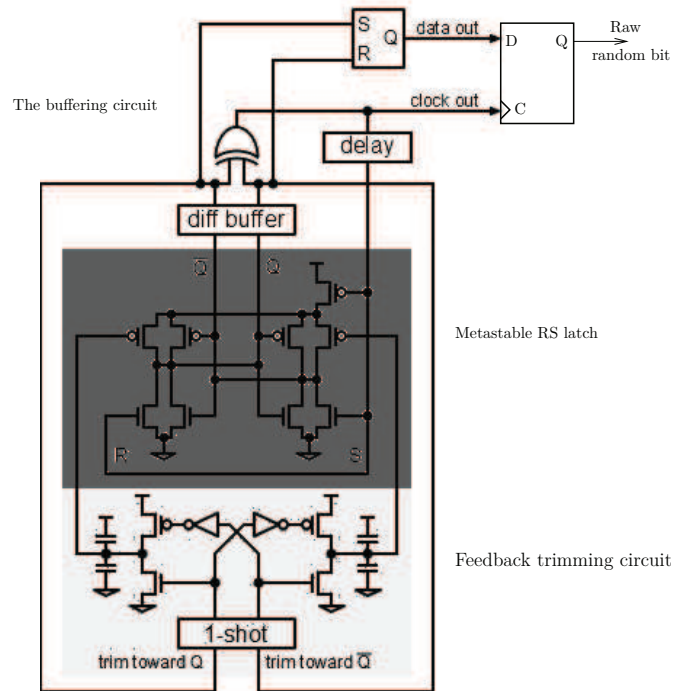 S
Q
R
data out
D
Q
Raw
random bit
The buffering circuit
clock out
C
delay
diff buffer
Q
Q
Metastable RS latch
R
S
Feedback trimming circuit
1-shot
trim toward Q
trim toward Q